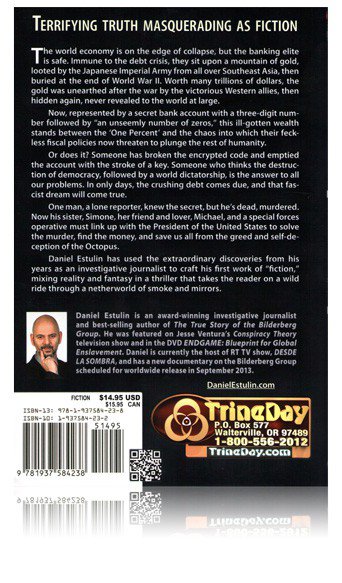 TERRIFYING TRUTH MASQUERADING AS FICTION
The world economy is on the edge of collapse, but the banking elite
is safe. Immune to the debt crisis, they sit upon a mountain of gold,
looted by the Japanese Imperial Army from all over Southeast Asia, then
buried at the end of World War II. Worth many trillions of dollars, the
gold was unearthed after the war by the victorious Western allies, then
hidden again, never revealed to the world at large.
Now, represented by a secret bank account with a three-digit num-
ber followed by "an unseemly number of zeros," this ill-gotten wealth
stands between the 'One Percent' and the chaos into which their feck-
less fiscal policies now threaten to plunge the rest of humanity.
Or does it? Someone has broken the encrypted code and emptied
the account with the stroke of a key. Someone who thinks the destruc-
tion of democracy, followed by a world dictatorship, is the answer to all
our problems. In only days, the crushing debt comes due, and that fas-
cist dream will come true.
One man, a lone reporter, knew the secret, but he's dead, murdered.
Now his sister, Simone, her friend and lover, Michael, and a special forces
operative must link up with the President of the United States to solve
the murder, find the money, and save us all from the greed and self-de-
ception of the Octopus.
Daniel Estulin has used the extraordinary discoveries from his
years as an investigative journalist to craft his first work of "fiction,"
mixing reality and fantasy in a thriller that takes the reader on a wild
ride through a netherworld of smoke and mirrors.
Daniel Estulin is an award-winning investigative journalist
and best-selling author of The True Story of the Bilderberg
Group. He was featured on Jesse Ventura's Conspiracy Theory
television show and in the DVD ENDGAME: Blueprint for Global
Enslavement. Daniel is currently the host of RT TV show, DESDE
LA SOMBRA, and has a new documentary on the Bilderberg Group
scheduled for worldwide release in September 2013.
DanielEstulin.com
FICTION $14.95 USD
$15.95 CAN
ISBN-13: 978-1-937584-23-8
ISBN-10: 1-937584-23-2
51495
9 781937 584238
TrineDay
P.O. Box 577
Walterville, OR 97489
1-800-556-2012
TrineDay.com